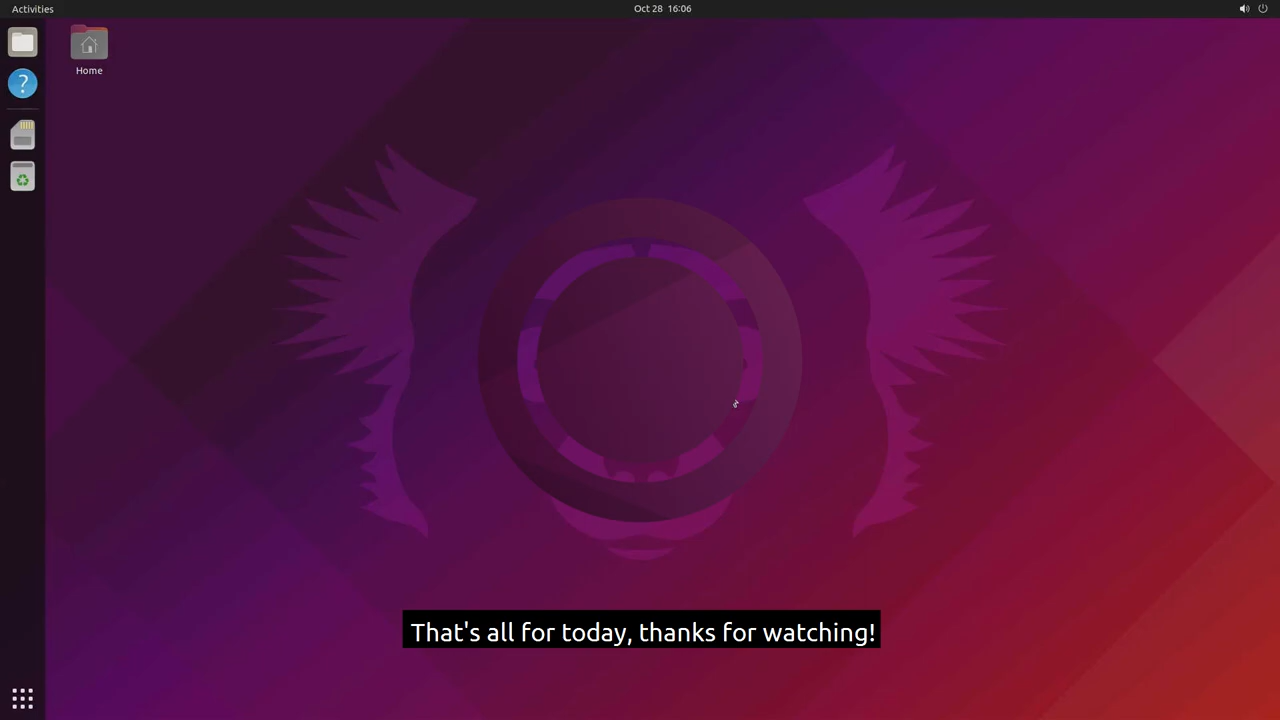 Activities
Oct 28 16:06
?
Home
That's all for today, thanks for watching!